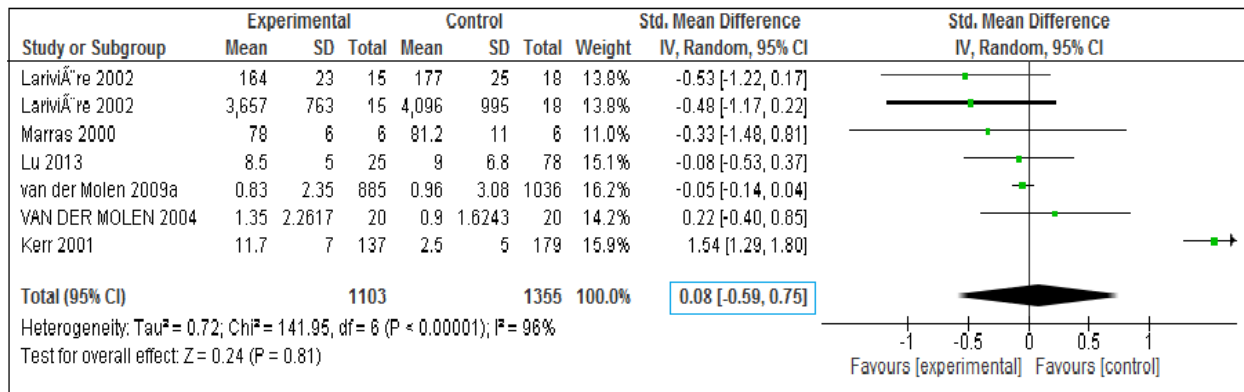 Experimental Control Std. Mean Difference Std. Mean Difference
Study or Subgroup Mean SD Total Mean SD Total Weight IV, Random, 95% CI IV, Random, 95% CI
LariviÃ¨re 2002 164 23 15 177 25 18 13.8% -0.53 [-1.22, 0.17]
LariviÃ¨re 2002 3,657 763 15 4,096 995 18 13.8% -0.48 [-1.17, 0.22]
Marras 2000 78 6 6 81.2 11 6 11.0% -0.33 [-1.48, 0.81]
Lu 2013 8.5 5 25 9 6.8 78 15.1% -0.08 [-0.53, 0.37]
van der Molen 2009a 0.83 2.35 885 0.96 3.08 1036 16.2% -0.05 [-0.14, 0.04]
VAN DER MOLEN 2004 1.35 2.2617 20 0.9 1.6243 20 14.2% 0.22 [-0.40, 0.85]
Kerr 2001 11.7 7 137 2.5 5 179 15.9% 1.54 [1.29, 1.80]
Total (95% CI) 1103 1355 100.0% 0.08 [-0.59, 0.75]
Heterogeneity: Tau² = 0.72; Chi² = 141.95, df = 6 (P < 0.00001); I² = 96%
Test for overall effect: Z = 0.24 (P = 0.81)
-1 -0.5 0 0.5 1
Favours [experimental] Favours [control]